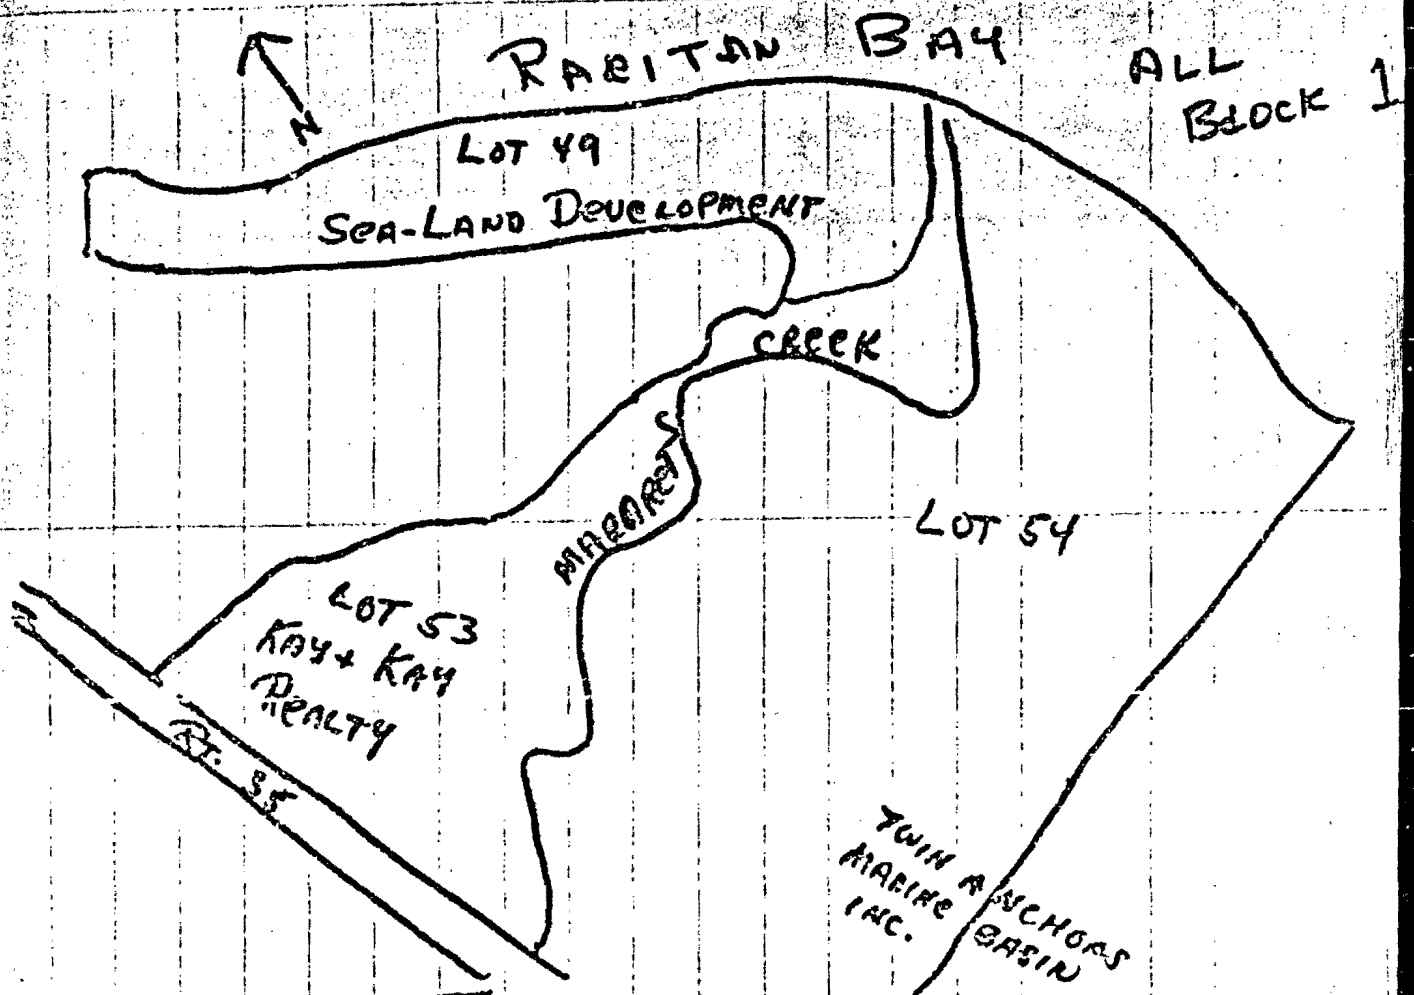 RARITAN BAY
ALL
BLOCK 1
N
LOT 49
SEA-LAND DEVELOPMENT
CREEK
MARGARET'S
LOT 54
LOT 53
KAY + KAY
REALTY
RT. 35
TWIN ANCHORS
MARINE BASIN
INC.